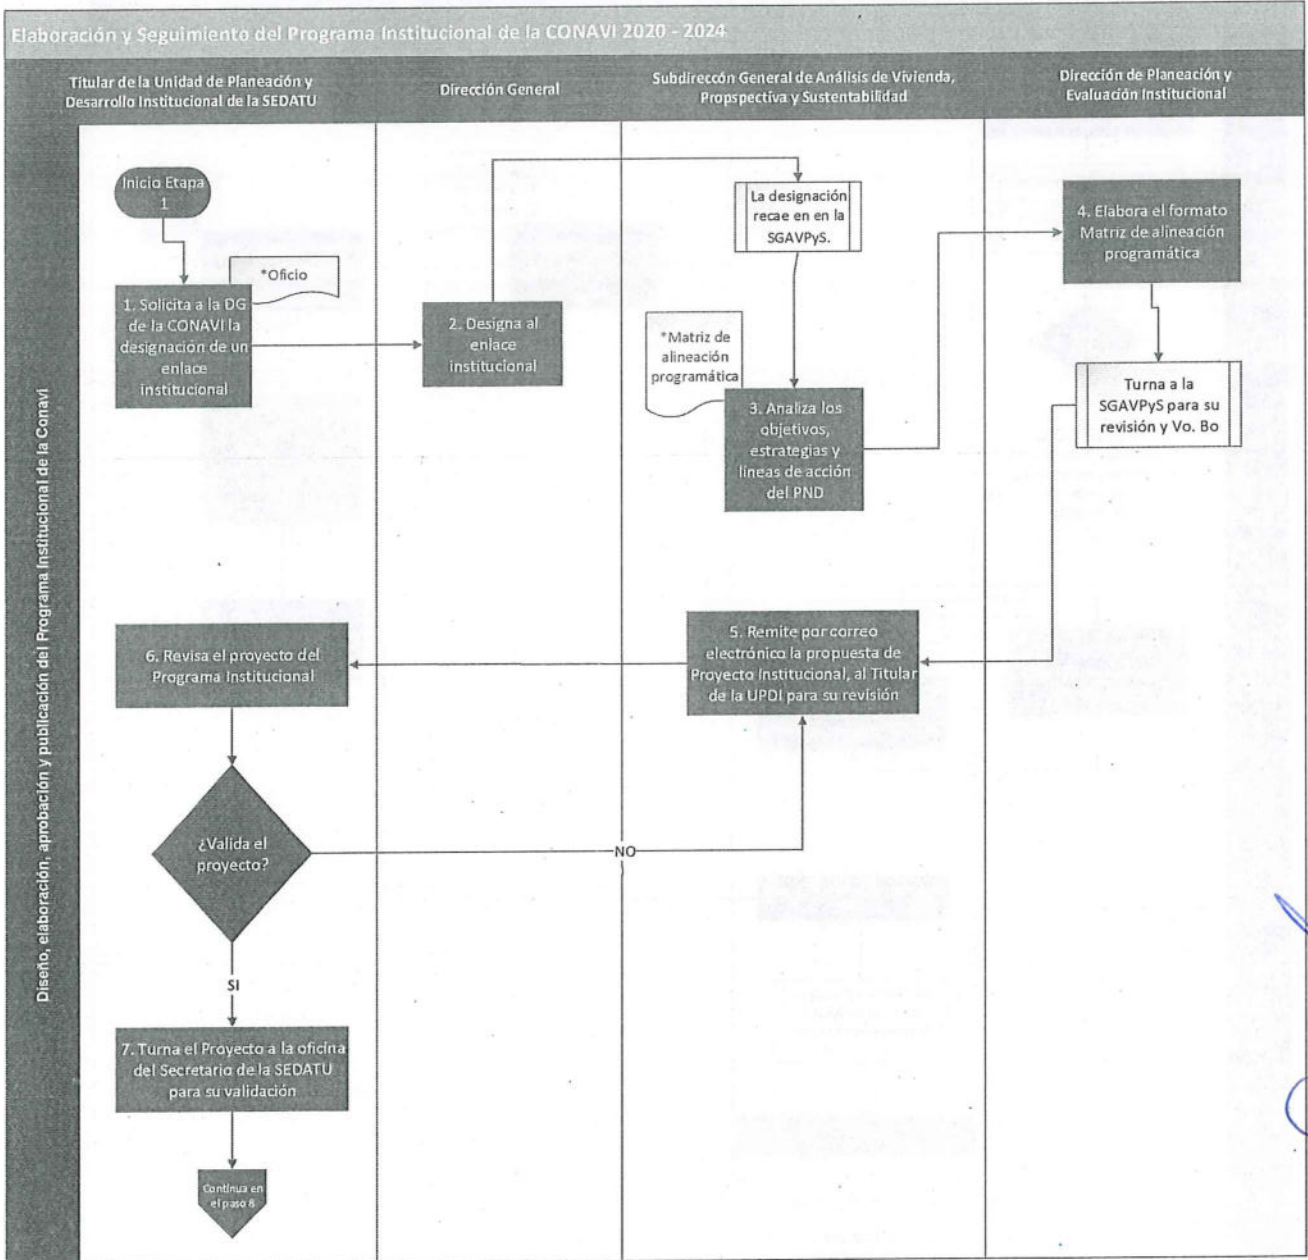 Elaboración y Seguimiento del Programa Institucional de la CONAVI 2020 - 2024
Titular de la Unidad de Planeación y
Desarrollo Institucional de la SEDATU
Dirección General
Subdireccón General de Análisis de Vivienda,
Propspectiva y Sustentabilidad
Dirección de Planeación y
Evaluación Institucional
Diseño, elaboración, aprobación y publicación del Programa Institucional de la Conavi
Inicio Etapa
1
*Oficio
1. Solicita a la DG
de la CONAVI la
designación de un
enlace
institucional
2. Designa al
enlace
institucional
La designación
recae en en la
SGAVPyS.
*Matriz de
alineación
programática
3. Analiza los
objetivos,
estrategias y
líneas de acción
del PND
4. Elabora el formato
Matriz de alineación
programática
Turna a la
SGAVPyS para su
revisión y Vo. Bo
5. Remite por correo
electrónico la propuesta de
Proyecto Institucional, al Titular
de la UPDI para su revisión
6. Revisa el proyecto del
Programa Institucional
¿Valida el
proyecto?
NO
SI
7. Turna el Proyecto a la oficina
del Secretario de la SEDATU
para su validación
Continua en
el paso 8